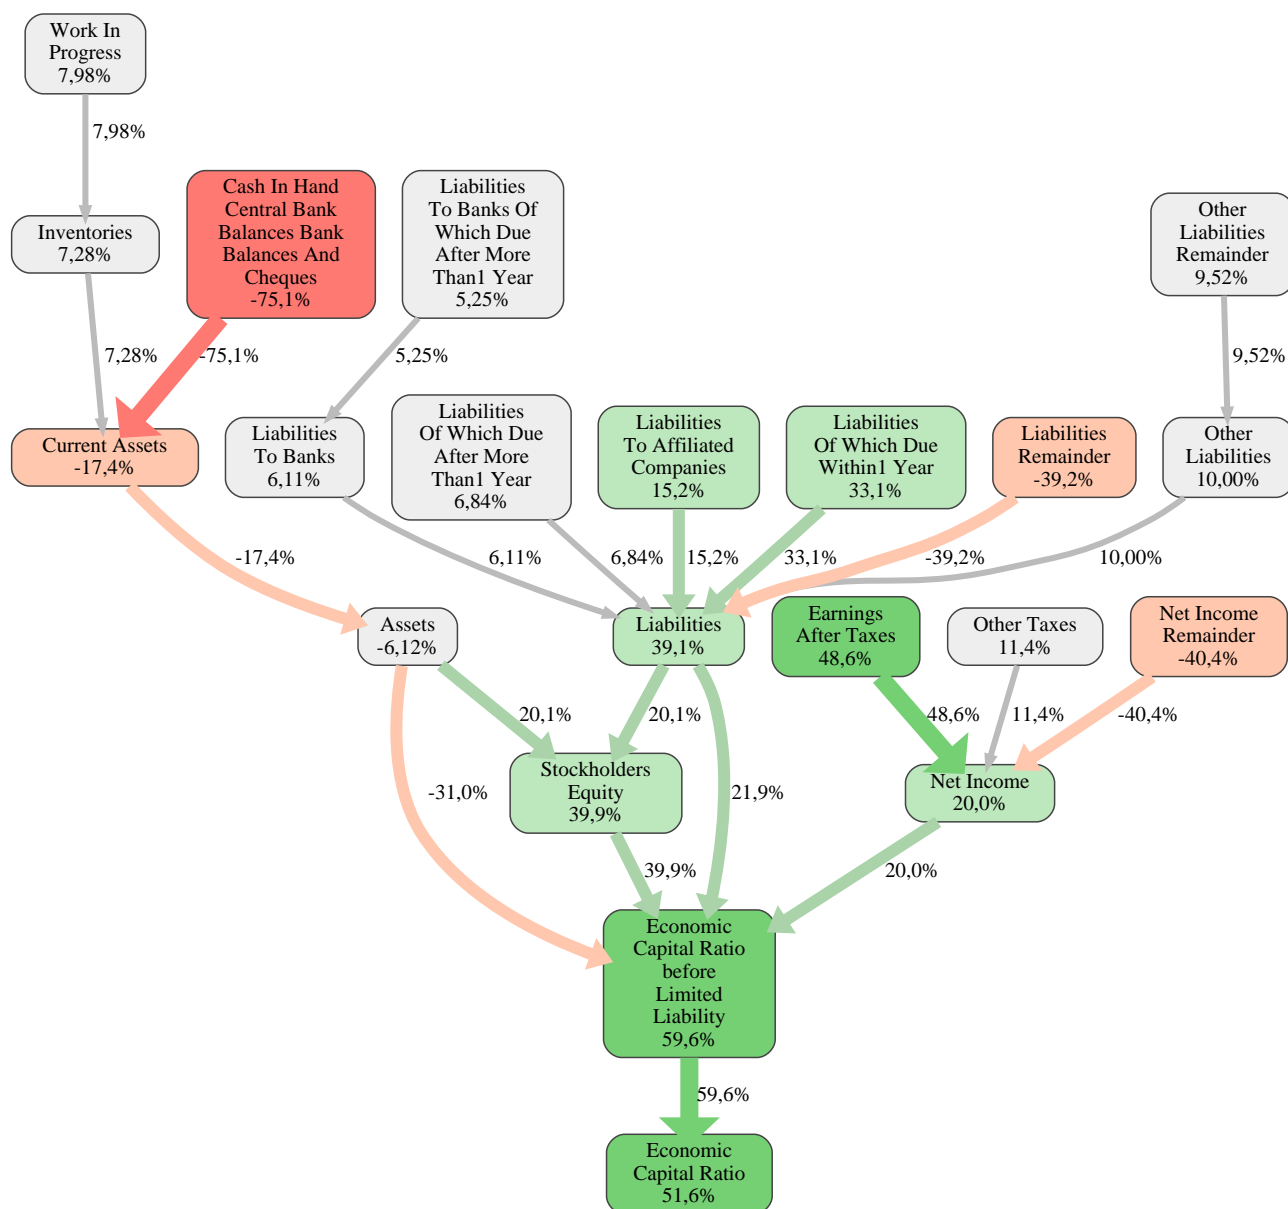 Work In
Progress
7,98%
7,98%
Cash In Hand
Central Bank
Balances Bank
Balances And
Cheques
-75,1%
Liabilities
To Banks Of
Which Due
After More
Than1 Year
5,25%
Other
Liabilities
Remainder
9,52%
Inventories
7,28%
7,28%
-75,1%
5,25%
9,52%
Current Assets
-17,4%
Liabilities
To Banks
6,11%
Liabilities
Of Which Due
After More
Than1 Year
6,84%
Liabilities
To Affiliated
Companies
15,2%
Liabilities
Of Which Due
Within1 Year
33,1%
Liabilities
Remainder
-39,2%
Other
Liabilities
10,00%
-17,4%
6,11%
6,84%
15,2%
33,1%
-39,2%
10,00%
Assets
-6,12%
Liabilities
39,1%
Earnings
After Taxes
48,6%
Other Taxes
11,4%
Net Income
Remainder
-40,4%
20,1%
20,1%
48,6%
11,4%
-40,4%
-31,0%
Stockholders
Equity
39,9%
21,9%
Net Income
20,0%
39,9%
20,0%
Economic
Capital Ratio
before
Limited
Liability
59,6%
59,6%
Economic
Capital Ratio
51,6%